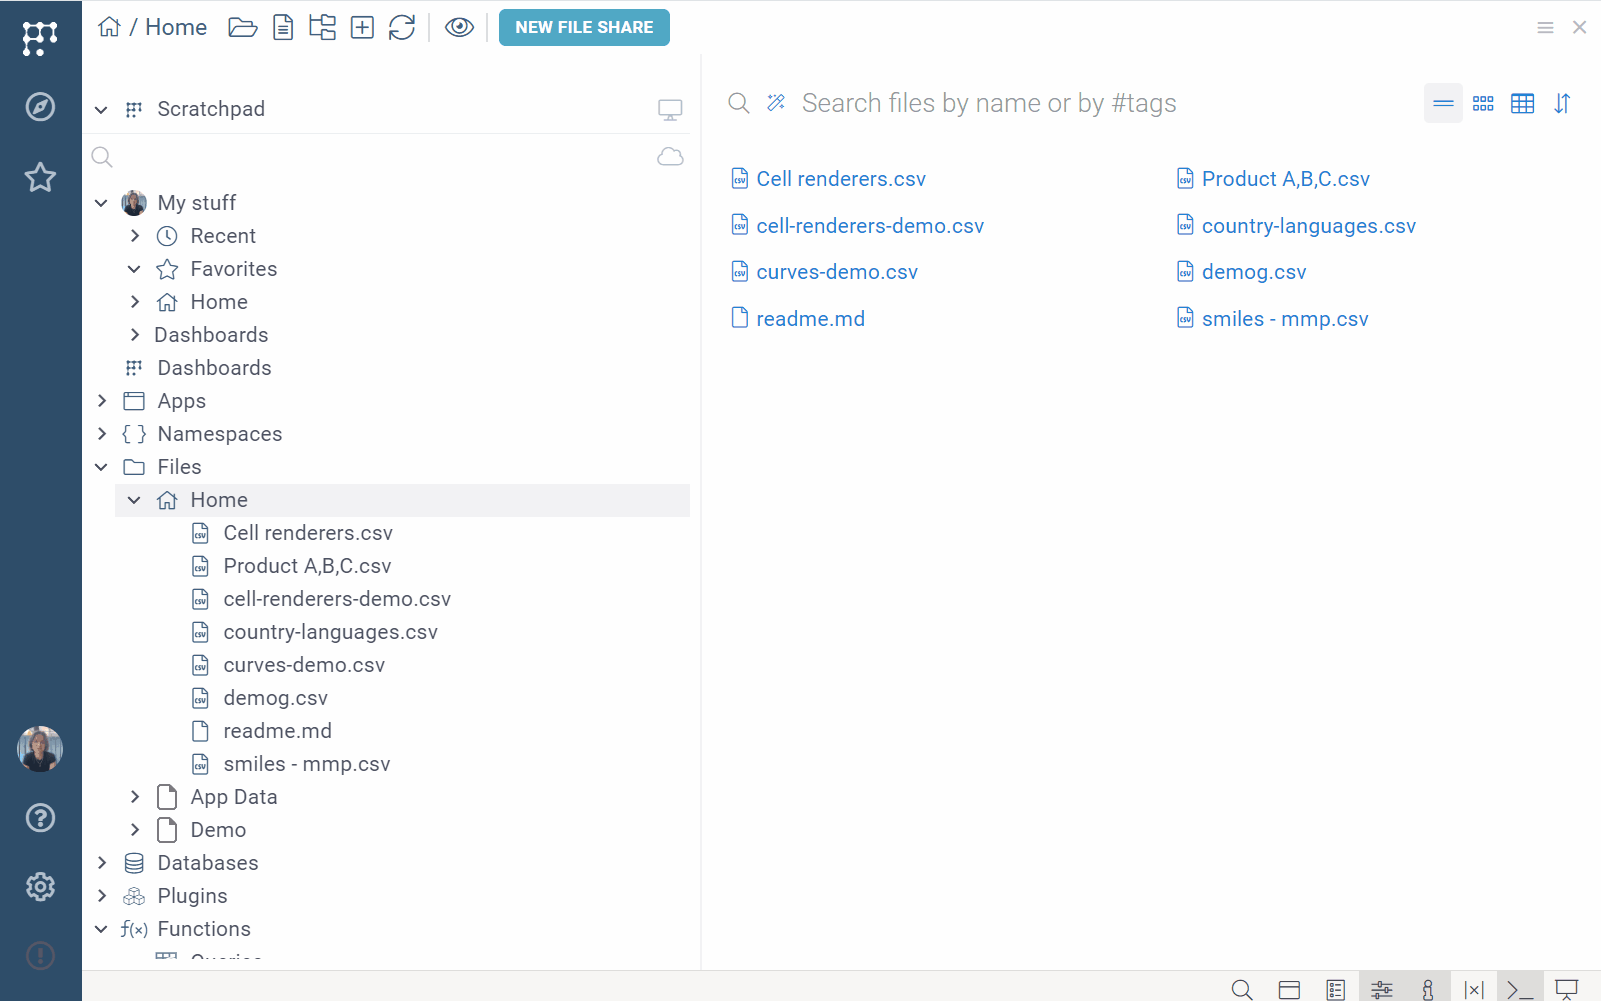 / Home
NEW FILE SHARE
Scratchpad
My stuff
Recent
Favorites
Home
Dashboards
Dashboards
Apps
{ } Namespaces
Files
Home
Cell renderers.csv
Product A,B,C.csv
cell-renderers-demo.csv
country-languages.csv
curves-demo.csv
demog.csv
readme.md
smiles - mmp.csv
App Data
Demo
Databases
Plugins
f(x) Functions
Search files by name or by #tags
Cell renderers.csv
Product A,B,C.csv
cell-renderers-demo.csv
country-languages.csv
curves-demo.csv
demog.csv
readme.md
smiles - mmp.csv